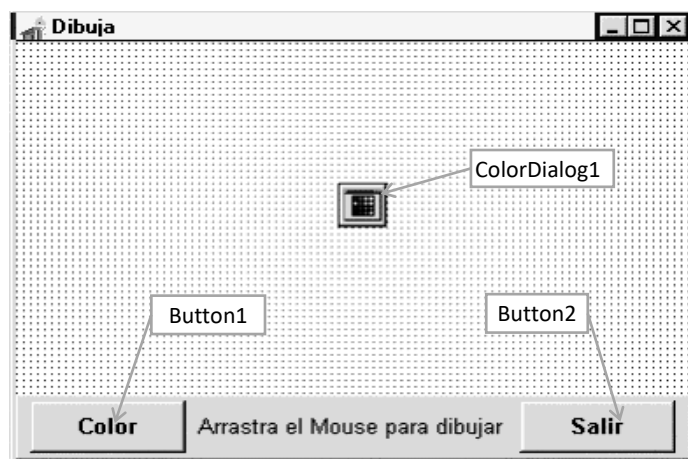 Dibuja
ColorDialog1
Button1
Button2
Color
Arrastra el Mouse para dibujar
Salir